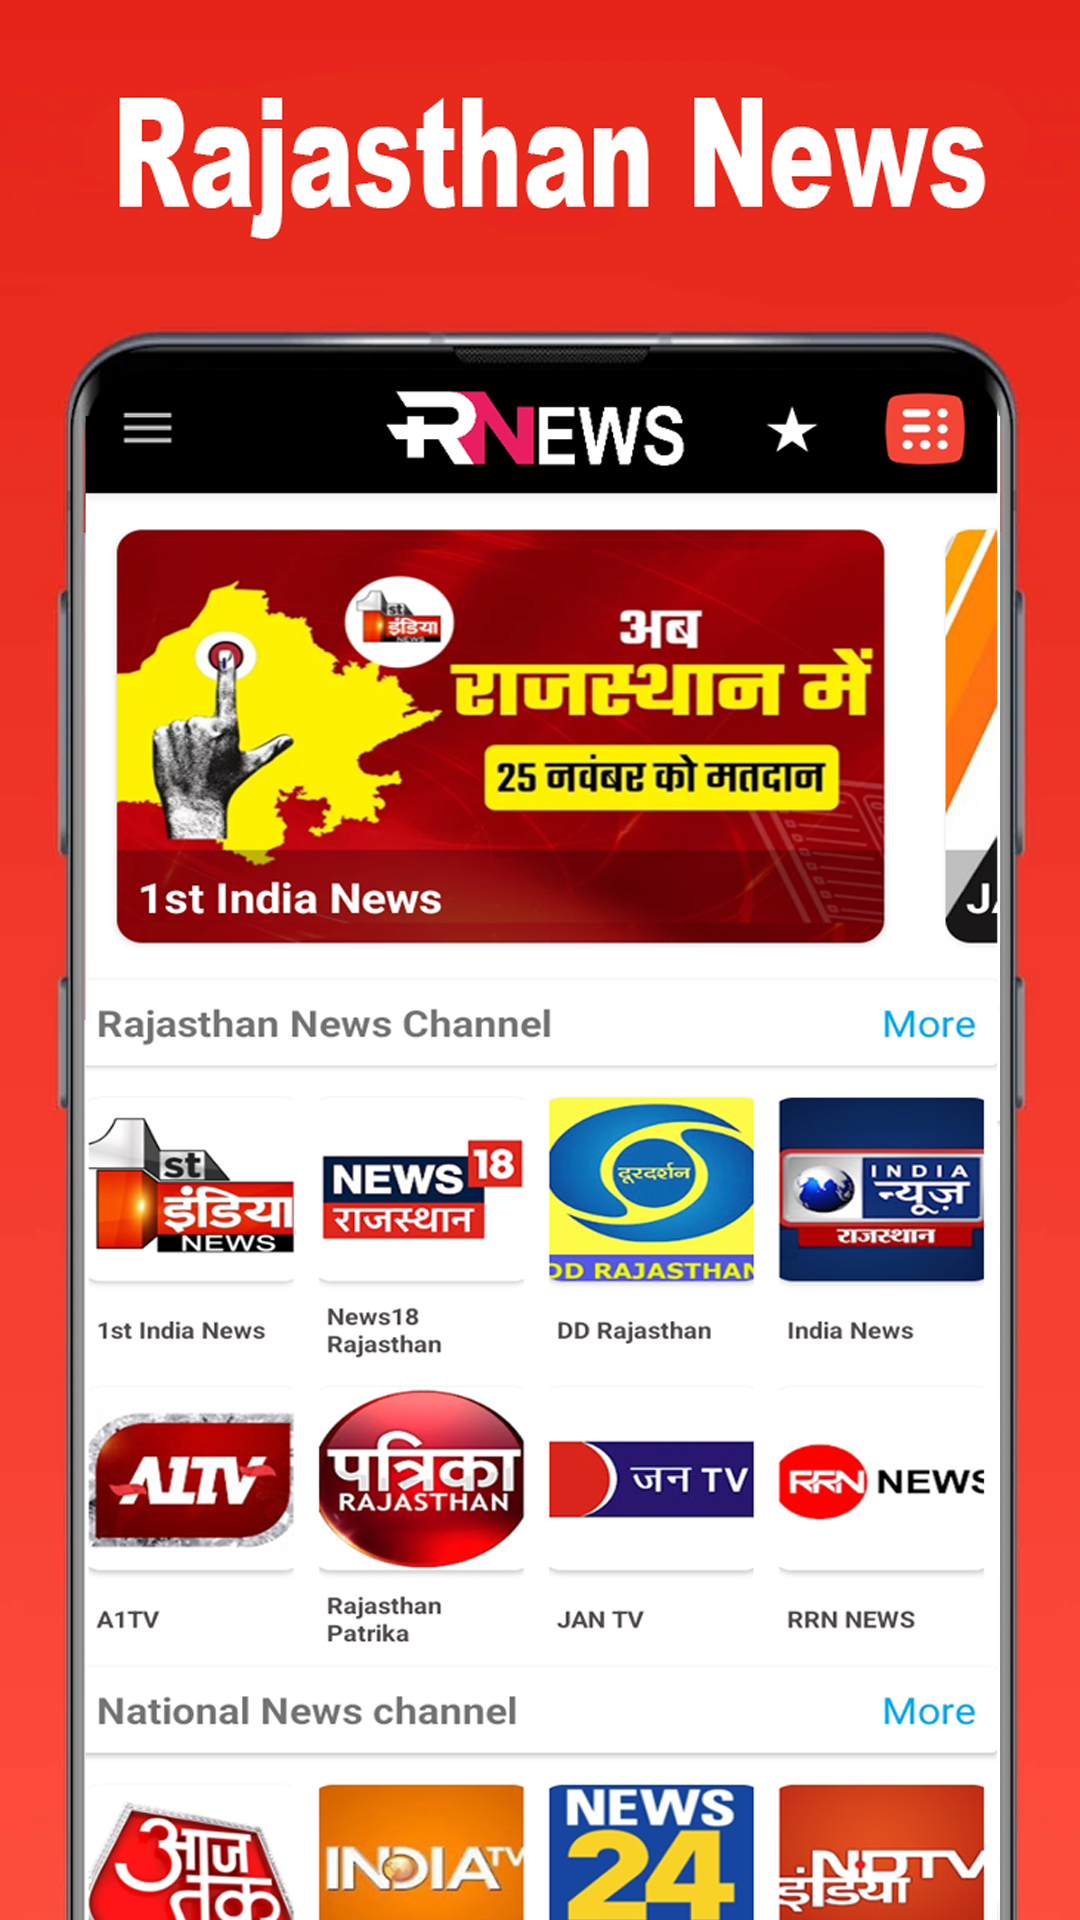 Rajasthan News
RNEWS
1st
इंडिया
NEWS
अब
राजस्थान में
25 नवंबर को मतदान
1st India News
Rajasthan News Channel
More
1st
इंडिया
NEWS
NEWS 18
राजस्थान
दूरदर्शन
DD RAJASTHAN
INDIA
न्यूज़
राजस्थान
1st India News
News18
Rajasthan
DD Rajasthan
India News
A1TV
पत्रिका
RAJASTHAN
जन TV
RRN NEWS
A1TV
Rajasthan
Patrika
JAN TV
RRN NEWS
National News channel
More
आज
तक
INDIA TV
NEWS
24
NDTV
इंडिया